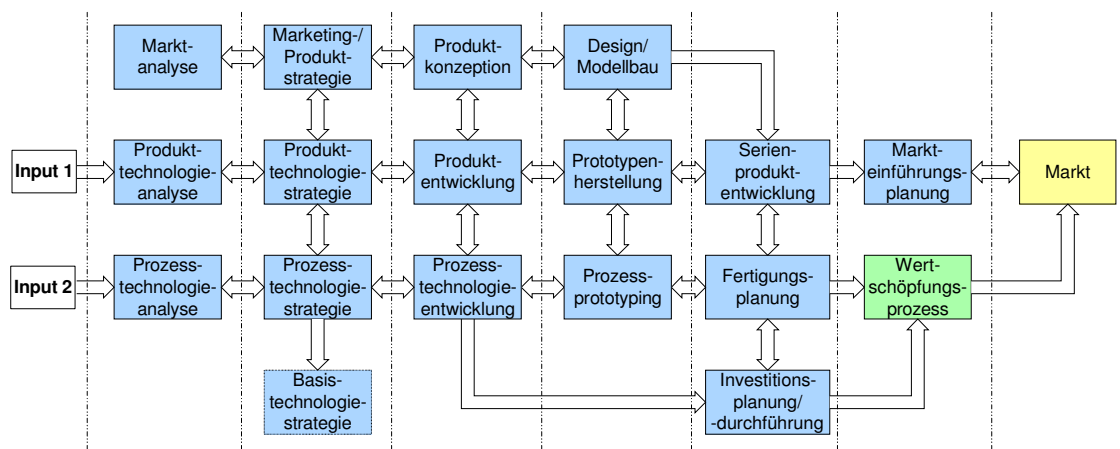 Markt-
analyse
Marketing-/
Produkt-
strategie
Produkt-
konzeption
Design/
Modellbau
Input 1
Produkt-
technologie-
analyse
Produkt-
technologie-
strategie
Produkt-
entwicklung
Prototypen-
herstellung
Serien-
produkt-
entwicklung
Markt-
einführungs-
planung
Markt
Input 2
Prozess-
technologie-
analyse
Prozess-
technologie-
strategie
Prozess-
technologie-
entwicklung
Prozess-
prototyping
Fertigungs-
planung
Wert-
schöpfungs-
prozess
Basis-
technologie-
strategie
Investitions-
planung/
-durchführung